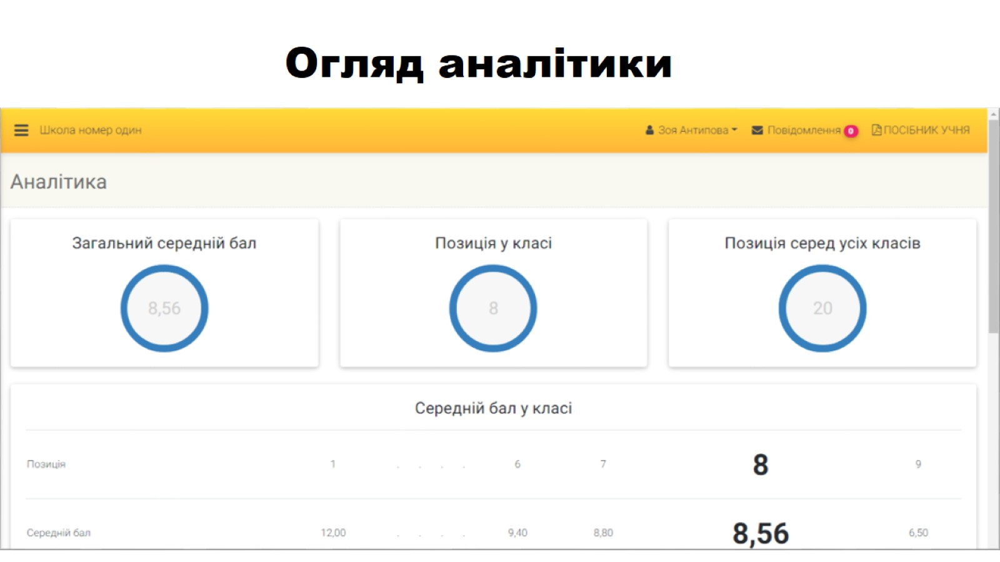 Огляд аналітики
Школа номер один Зоя Антипова Повідомлення 0 ПОСІБНИК УЧНЯ
Аналітика
Загальний середній бал Позиція у класі Позиція серед усіх класів
8,56 8 20
Середній бал у класі
Позиція 1 . . . . 6 7 8 9
Середній бал 12,00 . . . . 9,40 8,80 8,56 6,50